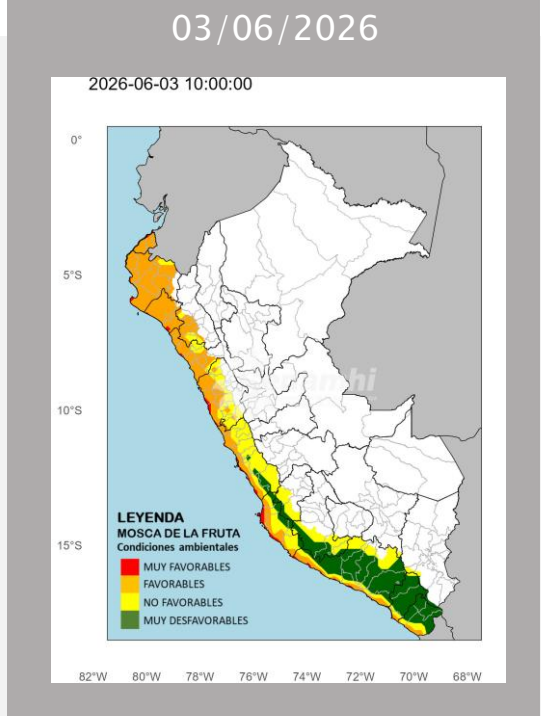 03/06/2026
2026-06-03 10:00:00
0°
5°S
10°S
15°S
LEYENDA
MOSCA DE LA FRUTA
Condiciones ambientales
MUY FAVORABLES
FAVORABLES
NO FAVORABLES
MUY DESFAVORABLES
82°W 80°W 78°W 76°W 74°W 72°W 70°W 68°W